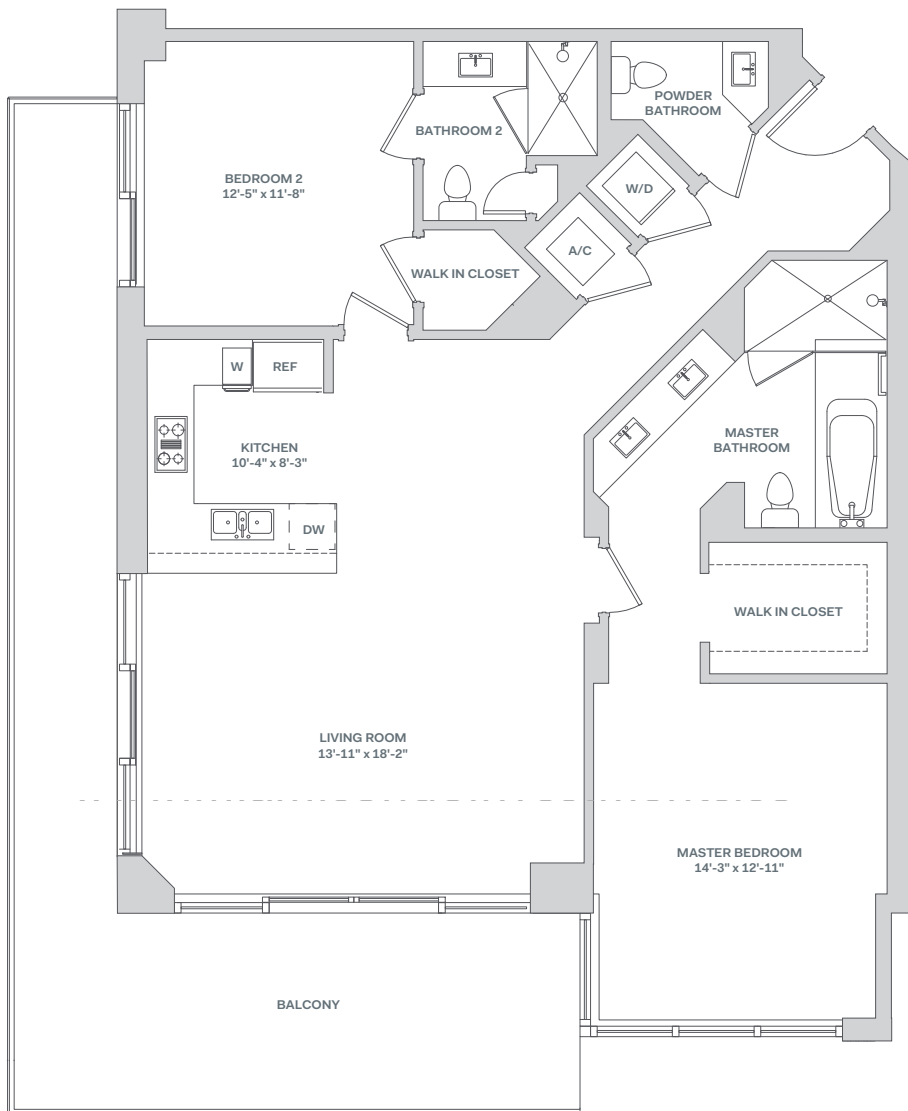 POWDER
BATHROOM
BATHROOM 2
BEDROOM 2
12'-5" x 11'-8"
W/D
A/C
WALK IN CLOSET
W
REF
KITCHEN
10'-4" x 8'-3"
MASTER
BATHROOM
DW
WALK IN CLOSET
LIVING ROOM
13'-11" x 18'-2"
MASTER BEDROOM
14'-3" x 12'-11"
BALCONY